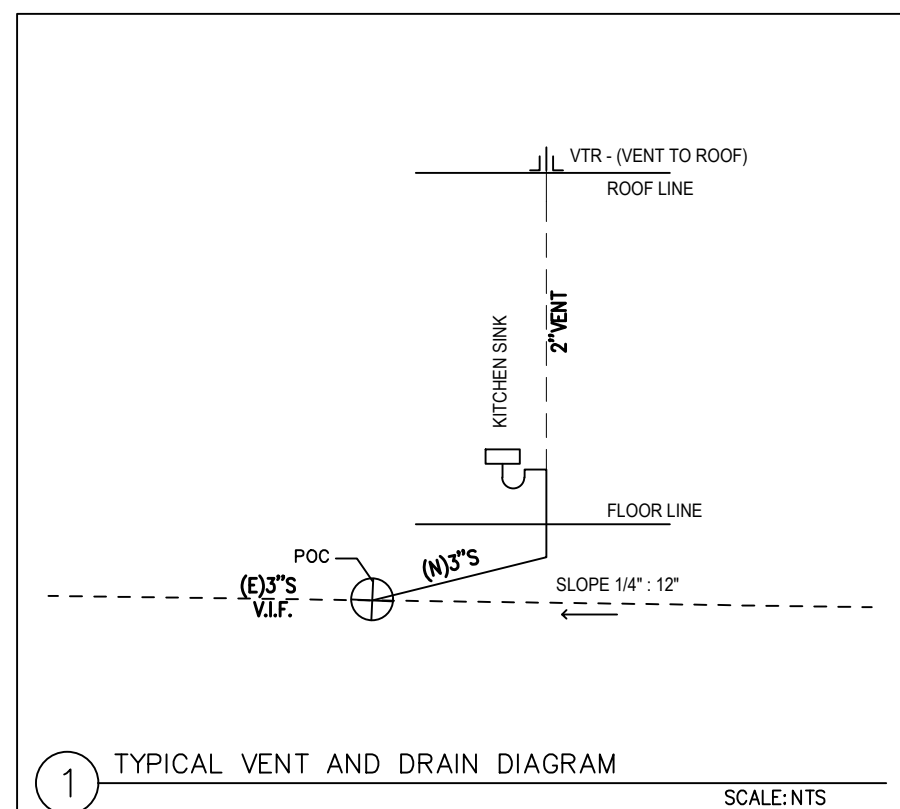 VTR - (VENT TO ROOF)
ROOF LINE
2"VENT
KITCHEN SINK
FLOOR LINE
POC
(N)3"S
(E)3"S
V.I.F.
SLOPE 1/4" : 12"
1
TYPICAL VENT AND DRAIN DIAGRAM
SCALE: NTS